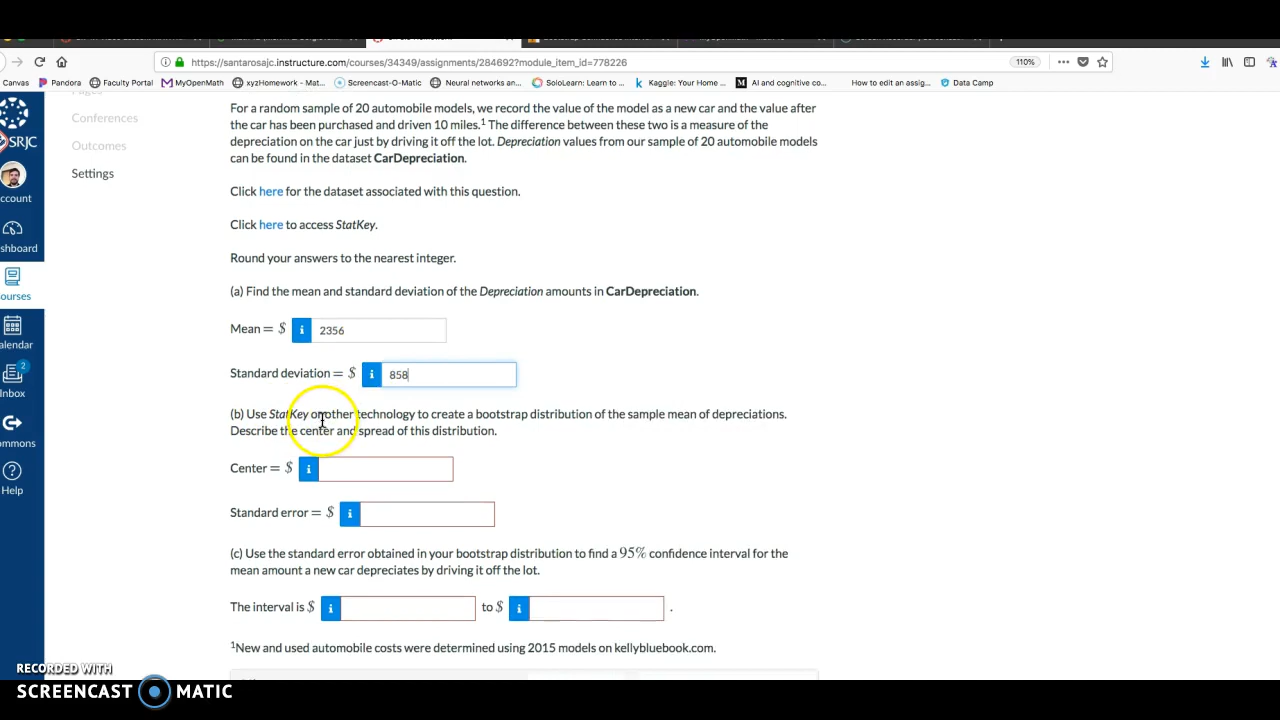 https://santarosajc.instructure.com/courses/34349/assignments/284692?module_item_id=778226
110%
Canvas
Pandora
Faculty Portal
MyOpenMath
xyzHomework - Mat...
Screencast-O-Matic
Neural networks an...
SoloLearn: Learn to ...
Kaggle: Your Home ...
AI and cognitive co...
How to edit an assig...
Data Camp
SRJC
ccount
shboard
ourses
alendar
2
Inbox
ommons
Help
Conferences
Outcomes
Settings
For a random sample of 20 automobile models, we record the value of the model as a new car and the value after
the car has been purchased and driven 10 miles.¹ The difference between these two is a measure of the
depreciation on the car just by driving it off the lot. Depreciation values from our sample of 20 automobile models
can be found in the dataset CarDepreciation.
Click here for the dataset associated with this question.
Click here to access StatKey.
Round your answers to the nearest integer.
(a) Find the mean and standard deviation of the Depreciation amounts in CarDepreciation.
Mean = $ i 2356
Standard deviation = $ i 858
(b) Use StatKey or other technology to create a bootstrap distribution of the sample mean of depreciations.
Describe the center and spread of this distribution.
Center = $ i
Standard error = $ i
(c) Use the standard error obtained in your bootstrap distribution to find a 95% confidence interval for the
mean amount a new car depreciates by driving it off the lot.
The interval is $ i to $ i .
¹New and used automobile costs were determined using 2015 models on kellybluebook.com.
RECORDED WITH
SCREENCAST MATIC